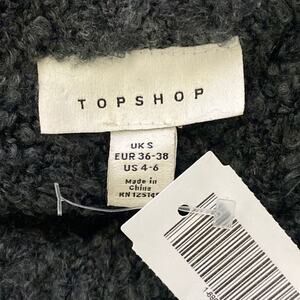 TOPSHOP
UK S
EUR 36-38
US 4-6
Made in
China